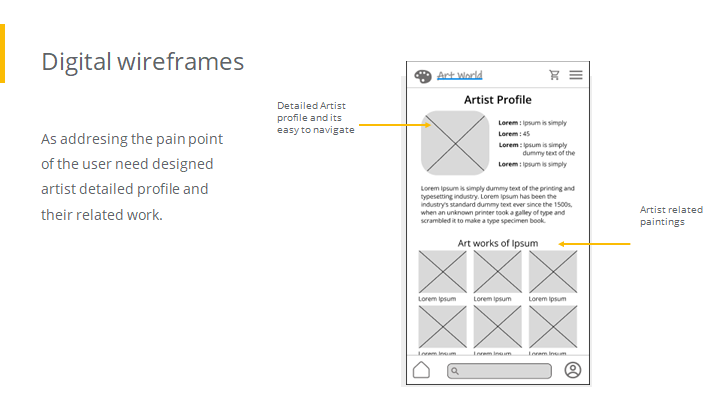 Digital wireframes
As addresing the pain point
of the user need designed
artist detailed profile and
their related work.
Detailed Artist
profile and its
easy to navigate
Art World
Artist Profile
Lorem : Ipsum is simply
Lorem : 45
Lorem : Ipsum is simply
dummy text of the
Lorem : Ipsum is simply
Lorem Ipsum is simply dummy text of the printing and
typesetting industry. Lorem Ipsum has been the
industry's standard dummy text ever since the 1500s,
when an unknown printer took a galley of type and
scrambled it to make a type specimen book.
Art works of Ipsum
Lorem Ipsum Lorem Ipsum Lorem Ipsum
Lorem Ipsum Lorem Ipsum Lorem Ipsum
Artist related
paintings